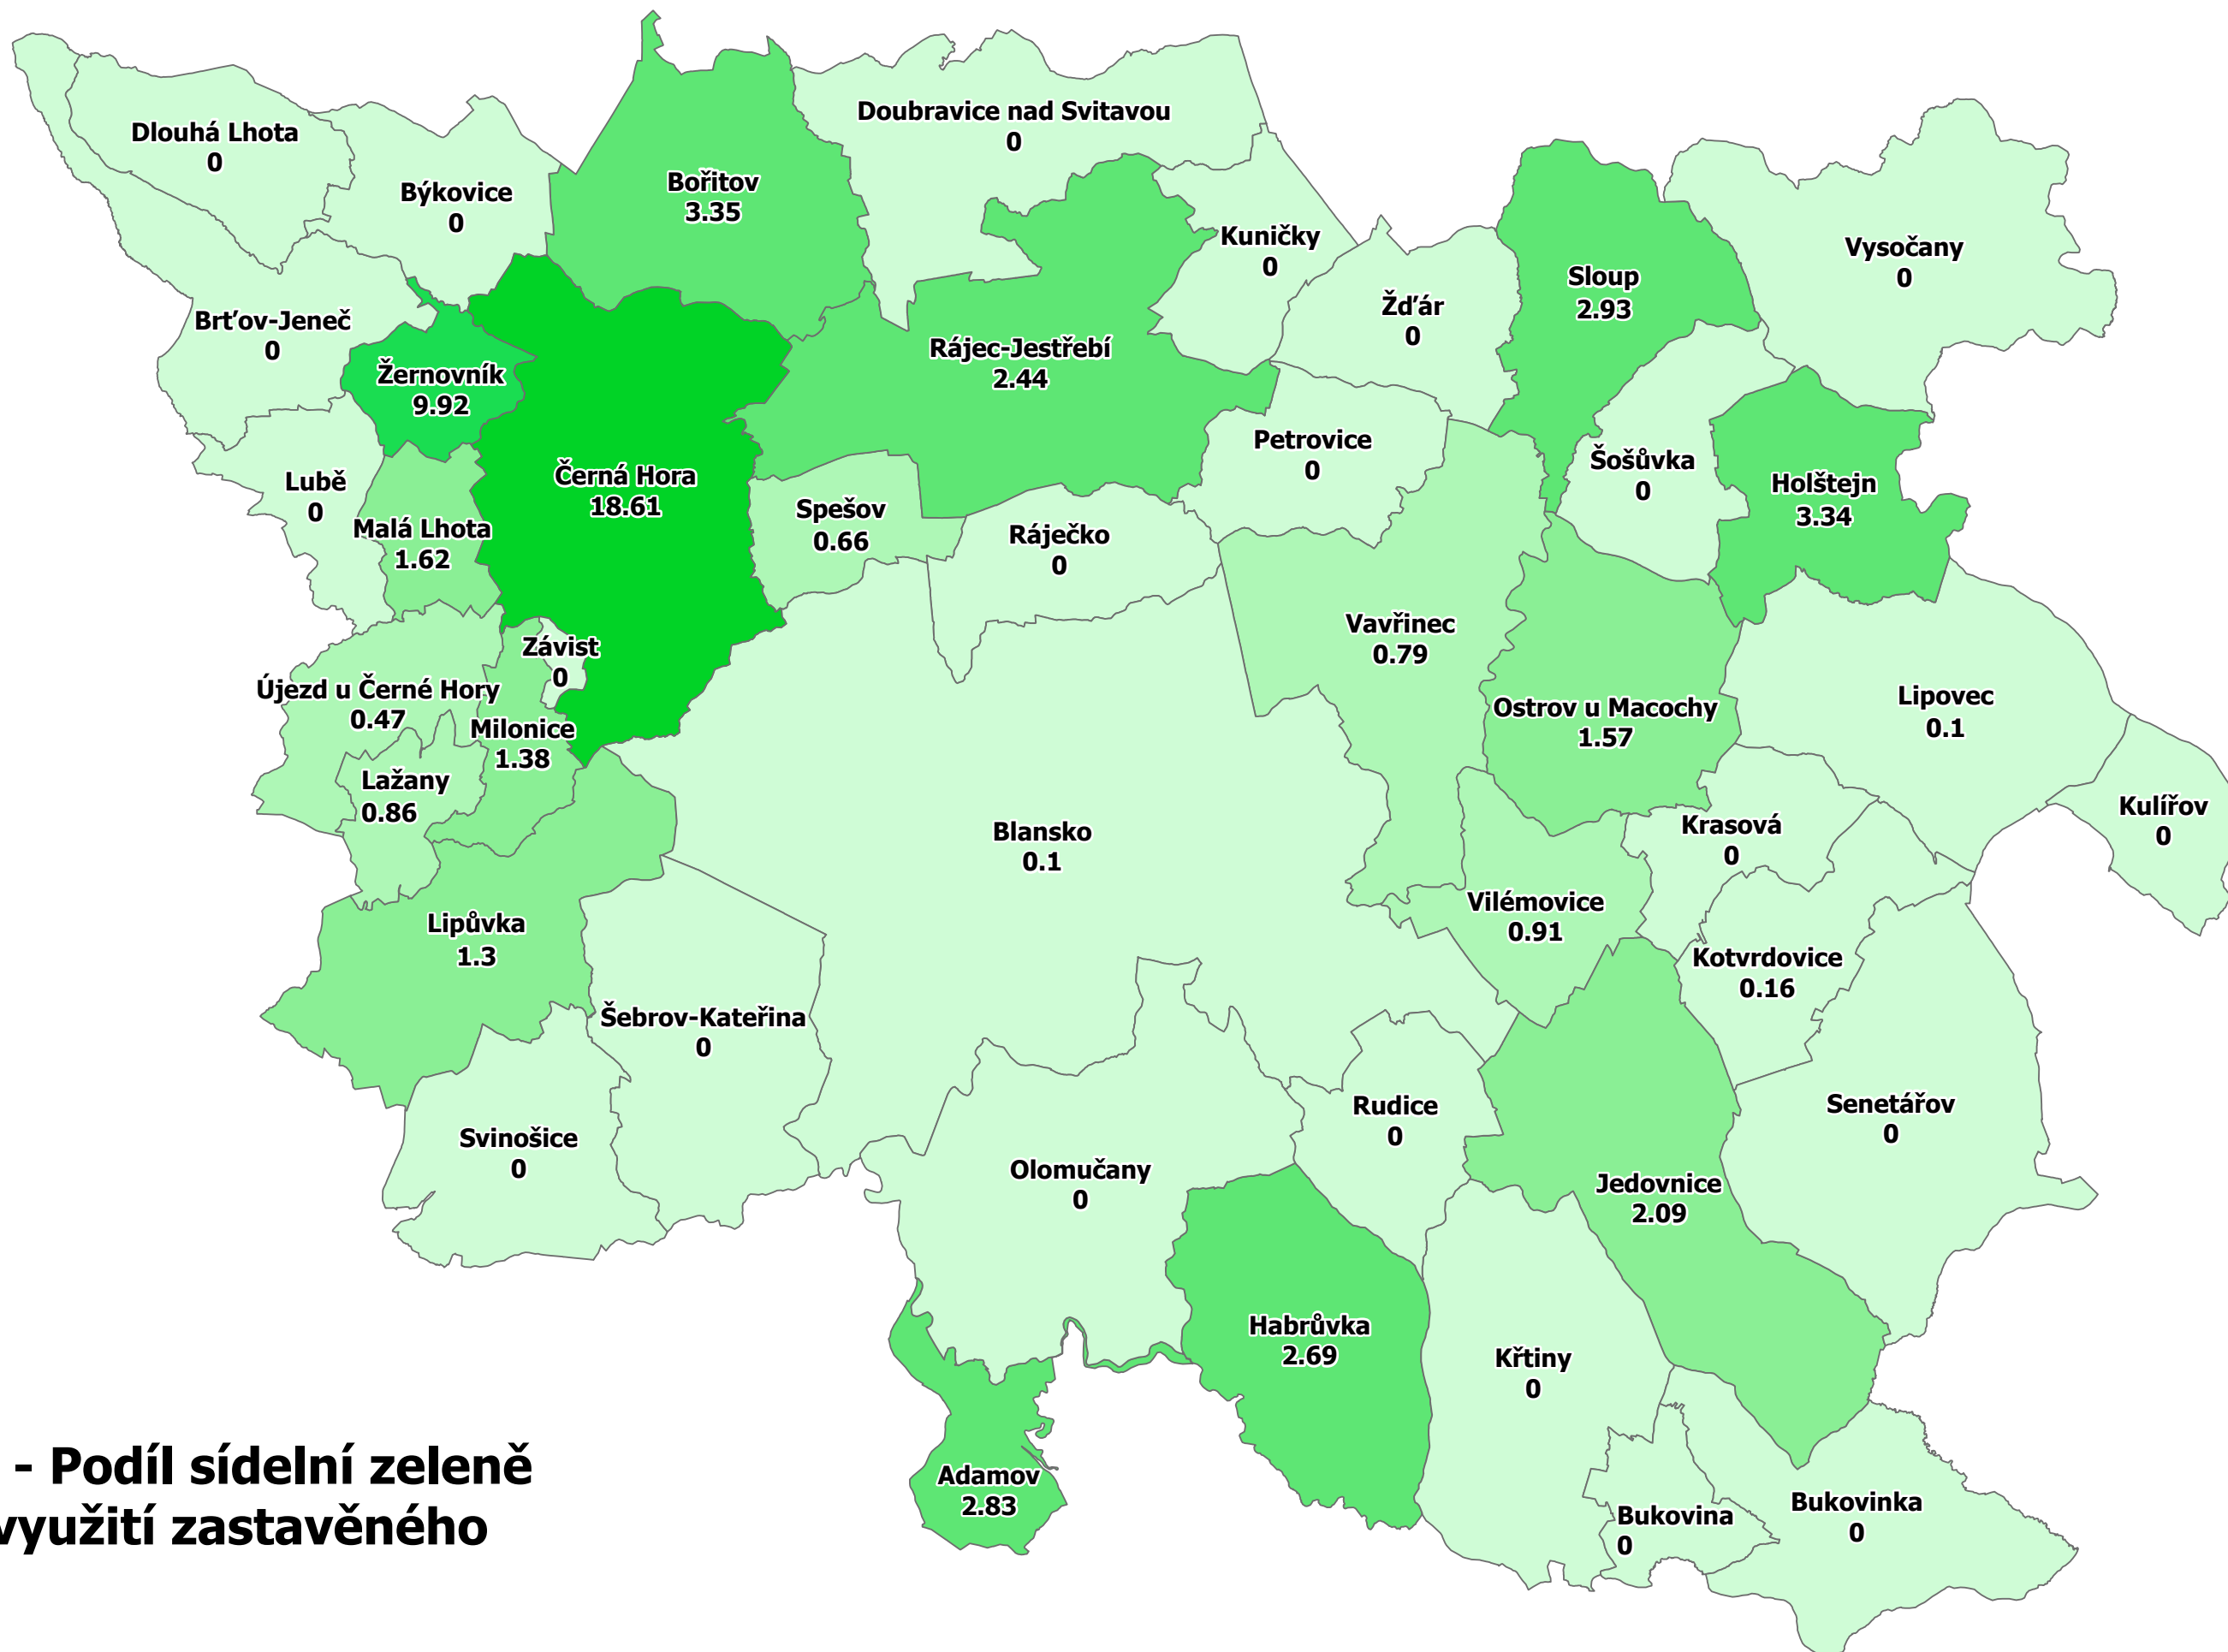 Doubravice nad Svitavou
0
Dlouhá Lhota
0
Býkovice
0
Bořitov
3.35
Kuničky
0
Vysočany
0
Sloup
2.93
Žďár
0
Brťov-Jeneč
0
Žernovník
9.92
Rájec-Jestřebí
2.44
Petrovice
0
Šošůvka
0
Holštejn
3.34
Lubě
0
Černá Hora
18.61
Malá Lhota
1.62
Spešov
0.66
Ráječko
0
Vavřinec
0.79
Závist
0
Újezd u Černé Hory
0.47
Ostrov u Macochy
1.57
Lipovec
0.1
Milonice
1.38
Lažany
0.86
Kulířov
0
Blansko
0.1
Krasová
0
Vilémovice
0.91
Lipůvka
1.3
Kotvrdovice
0.16
Šebrov-Kateřina
0
Rudice
0
Senetářov
0
Svinošice
0
Olomučany
0
Jedovnice
2.09
Habrůvka
2.69
Křtiny
0
Adamov
2.83
Bukovina
0
Bukovinka
0
- Podíl sídelní zeleně
využití zastavěného